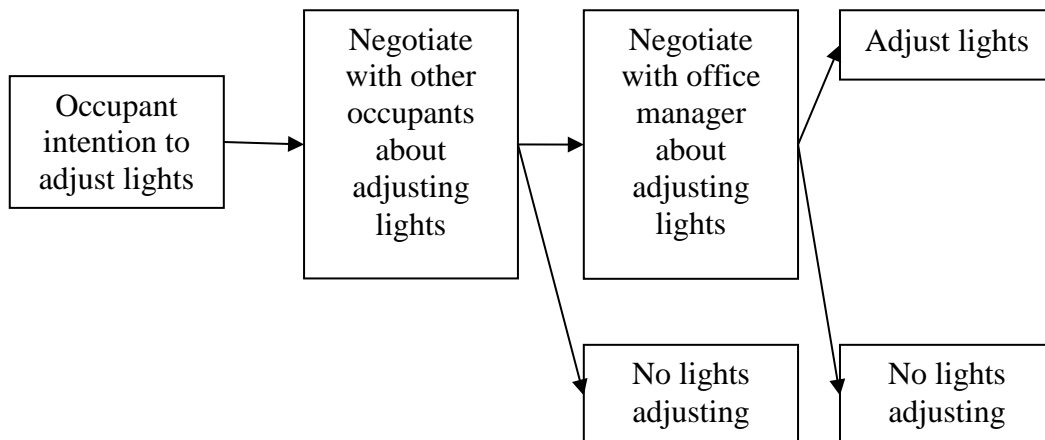 Occupant
intention to
adjust lights
Negotiate
with other
occupants
about
adjusting
lights
Negotiate
with office
manager
about
adjusting
lights
Adjust lights
No lights
adjusting
No lights
adjusting